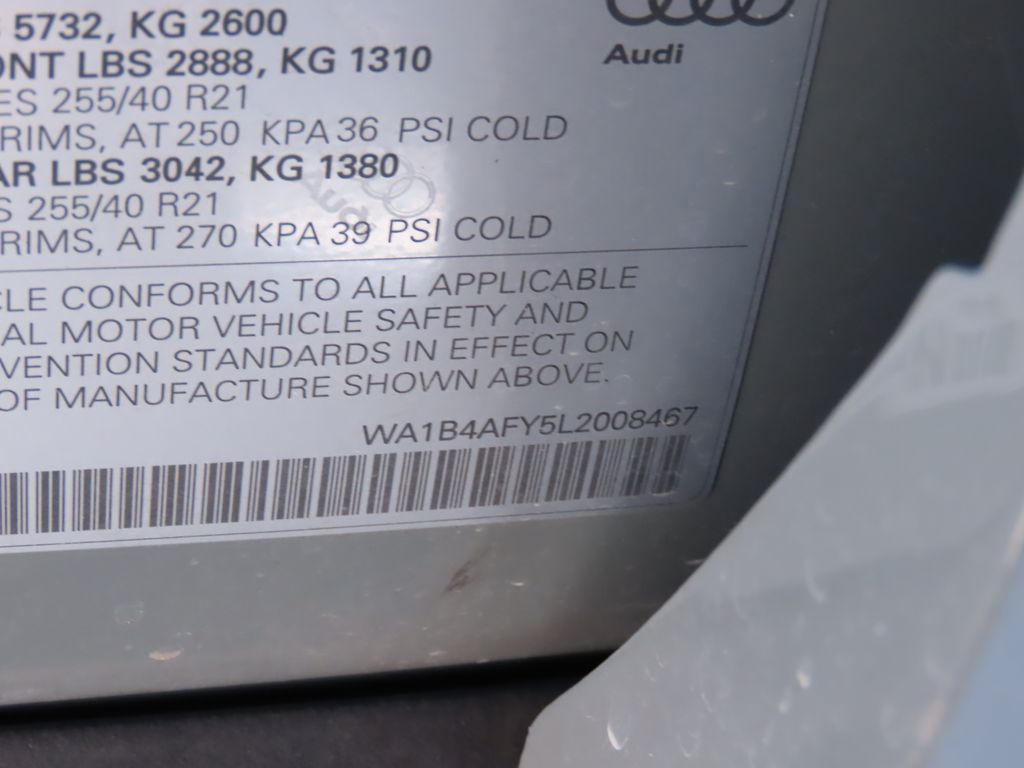 5732, KG 2600
Audi
ONT LBS 2888, KG 1310
ES 255/40 R21
RIMS, AT 250 KPA 36 PSI COLD
AR LBS 3042, KG 1380
Audi
S 255/40 R21
RIMS, AT 270 KPA 39 PSI COLD
CLE CONFORMS TO ALL APPLICABLE
AL MOTOR VEHICLE SAFETY AND
VENTION STANDARDS IN EFFECT ON
OF MANUFACTURE SHOWN ABOVE.
WA1B4AFY5L2008467